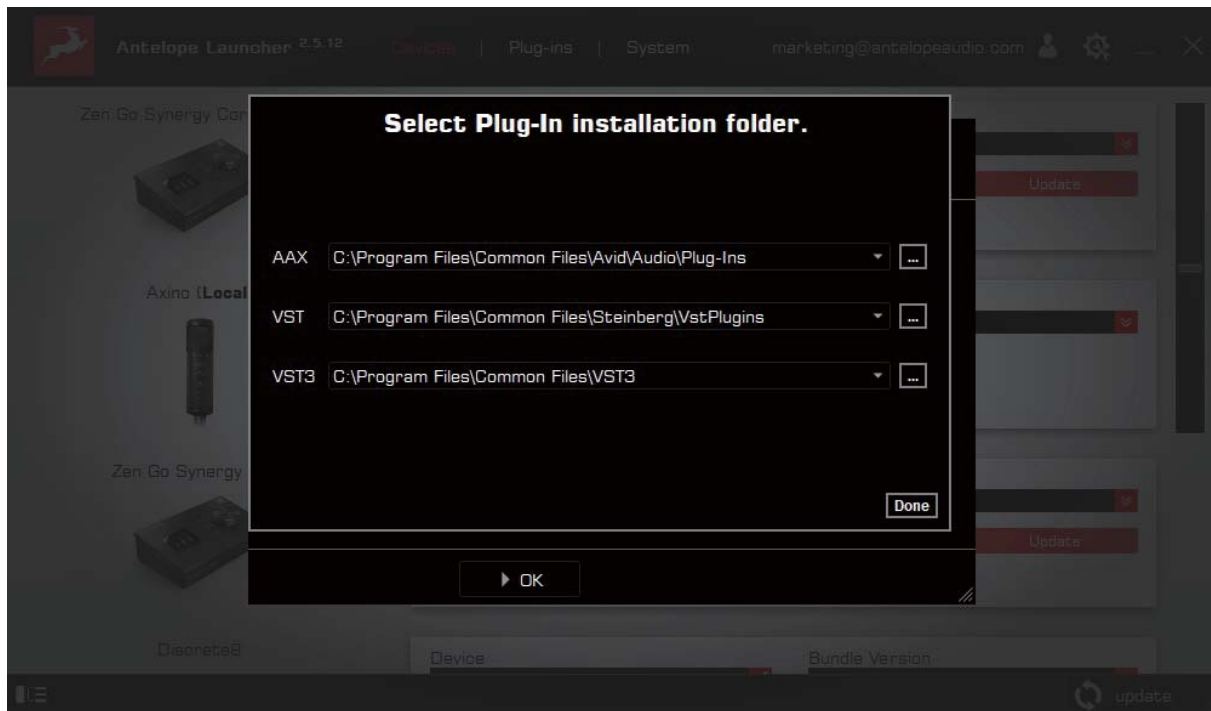 Antelope Launcher 2.5.12 Devices | Plug-ins | System marketing@antelopeaudio.com
Zen Go Synergy Cor
Select Plug-In installation folder.
Update
AAX C:\Program Files\Common Files\Avid\Audio\Plug-Ins ...
Axino (Local
VST C:\Program Files\Common Files\Steinberg\VstPlugins ...
VST3 C:\Program Files\Common Files\VST3 ...
Zen Go Synergy
Done
Update
OK
Discrete8
Device Bundle Version
update